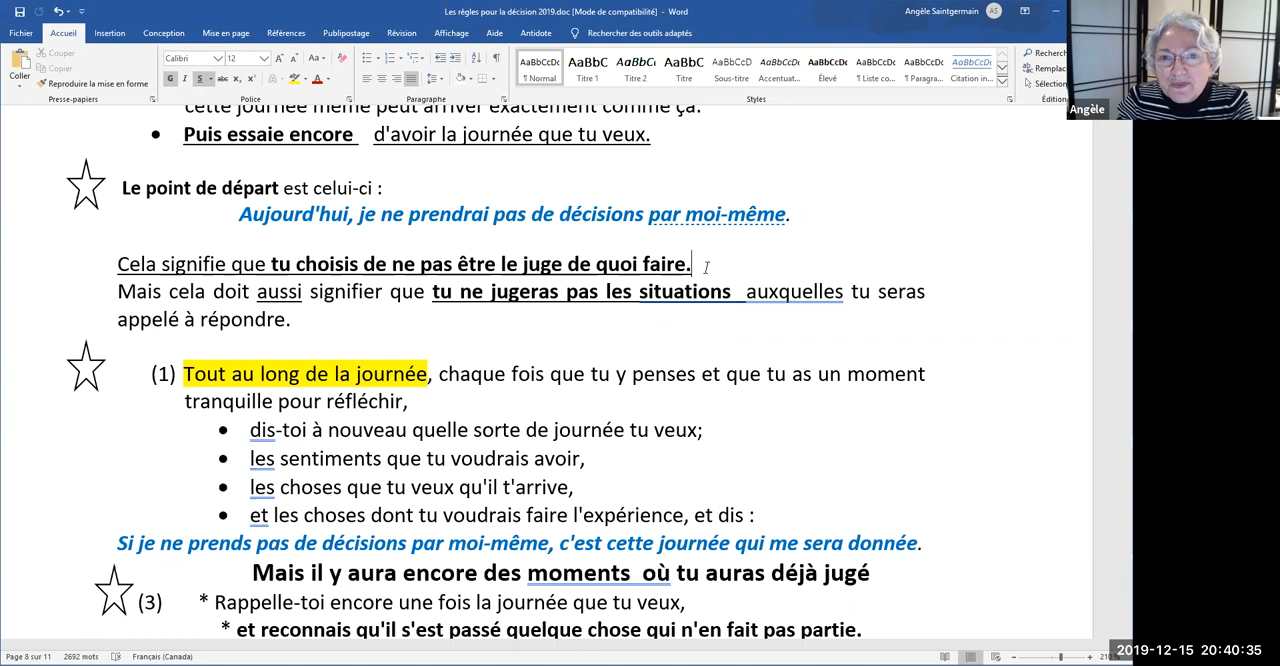 Les règles pour la décision 2019.doc [Mode de compatibilité] - Word
Angèle Saintgermain AS
Fichier Accueil Insertion Conception Mise en page Références Publipostage Révision Affichage Aide Antidote Rechercher des outils adaptés
Coller
Couper
Copier
Reproduire la mise en forme
Presse-papiers
Calibri 12
Police
Paragraphe
AaBbCcDc AaBbC AaBbCc AaBbC AaBbCcD AaBbCcDc AaBbCcDc AaBbCcDc AaBbCcDc AaBbCcDc
¶ Normal Titre 1 Titre 2 Titre Sous-titre Accentuat... Élevé ¶ Liste co... ¶ Paragra... Citation in...
Styles
Recherc
Remplac
Sélection
Édition
Angèle
cette journée même peut arriver exactement comme ça.
• Puis essaie encore d'avoir la journée que tu veux.
Le point de départ est celui-ci :
Aujourd'hui, je ne prendrai pas de décisions par moi-même.
Cela signifie que tu choisis de ne pas être le juge de quoi faire.
Mais cela doit aussi signifier que tu ne jugeras pas les situations auxquelles tu seras
appelé à répondre.
(1) Tout au long de la journée, chaque fois que tu y penses et que tu as un moment
tranquille pour réfléchir,
• dis-toi à nouveau quelle sorte de journée tu veux;
• les sentiments que tu voudrais avoir,
• les choses que tu veux qu'il t'arrive,
• et les choses dont tu voudrais faire l'expérience, et dis :
Si je ne prends pas de décisions par moi-même, c'est cette journée qui me sera donnée.
Mais il y aura encore des moments où tu auras déjà jugé
(3) * Rappelle-toi encore une fois la journée que tu veux,
* et reconnais qu'il s'est passé quelque chose qui n'en fait pas partie.
Page 8 sur 11 2692 mots Français (Canada)
2019-12-15 20:40:35